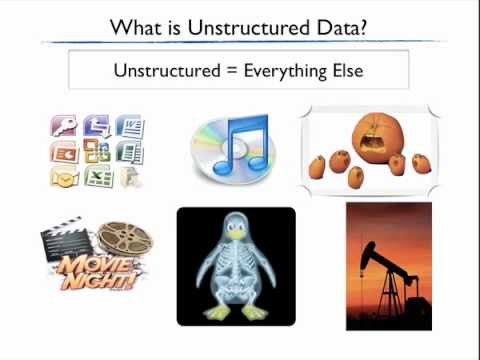 What is Unstructured Data?
Unstructured = Everything Else
MOVIE
NIGHT!